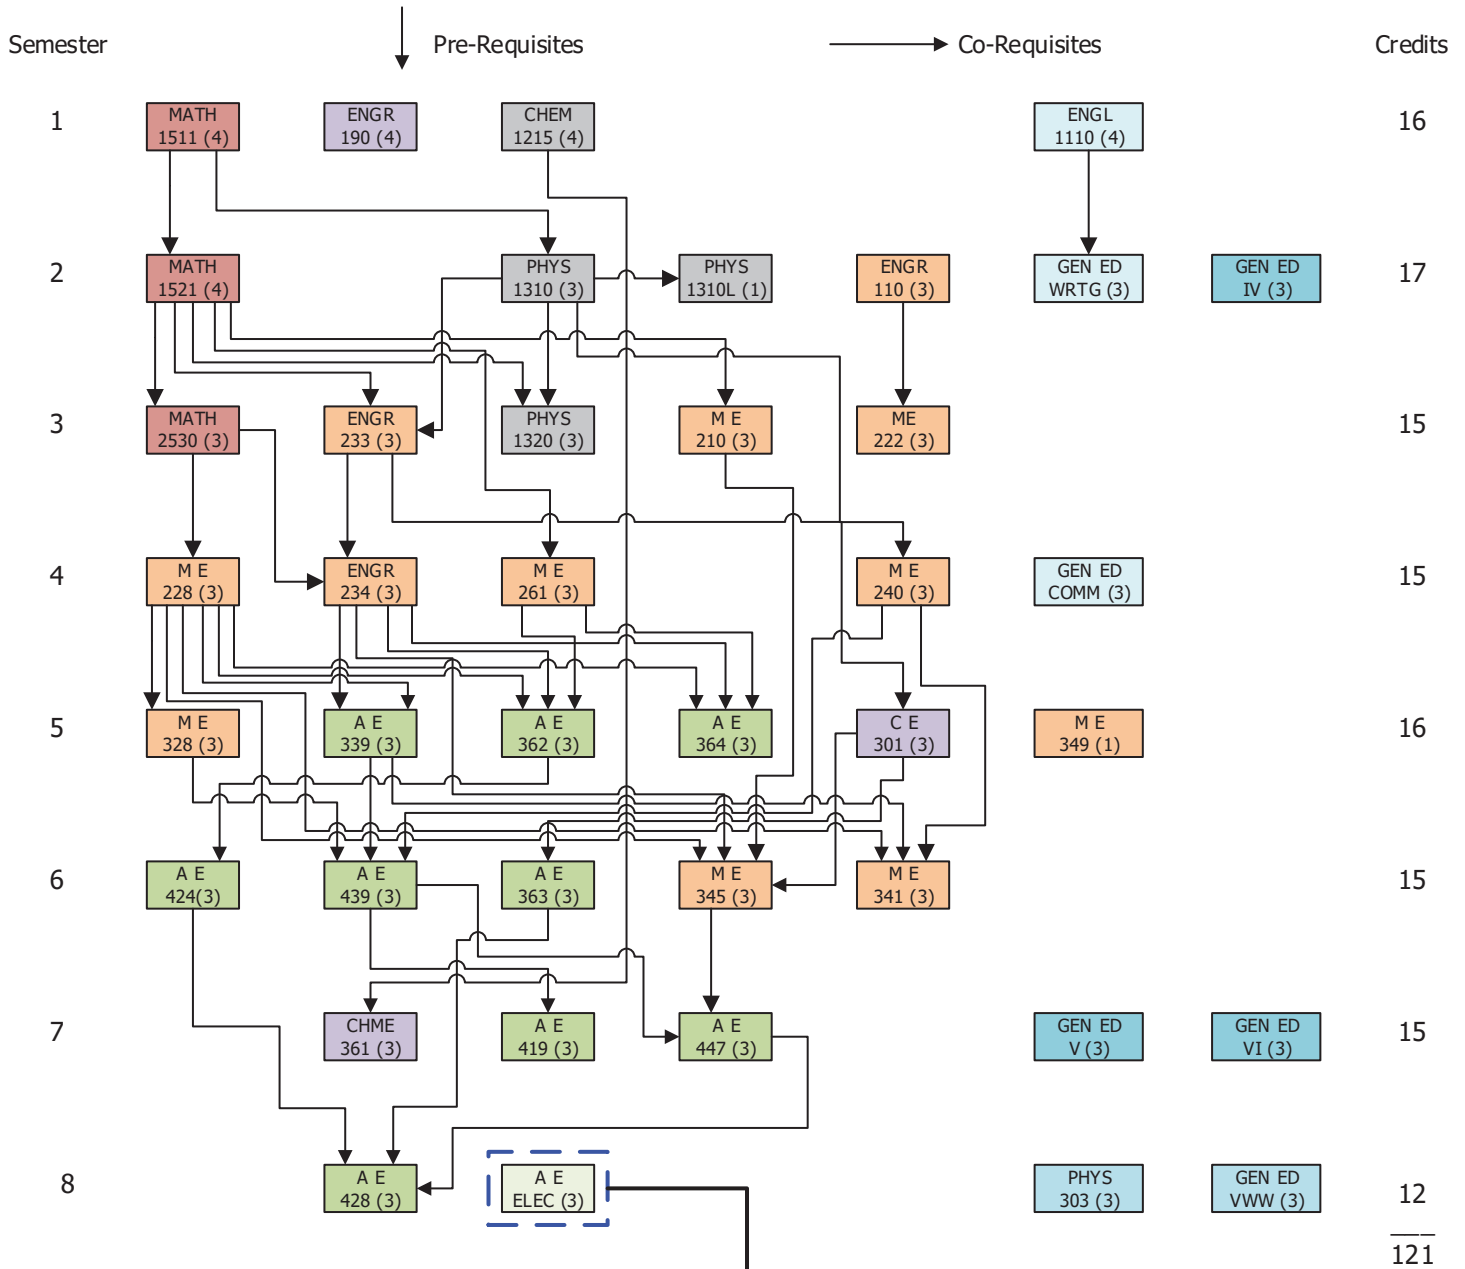 Semester
Pre-Requisites
Co-Requisites
Credits
1
MATH
1511 (4)
ENGR
190 (4)
CHEM
1215 (4)
ENGL
1110 (4)
16
2
MATH
1521 (4)
PHYS
1310 (3)
PHYS
1310L (1)
ENGR
110 (3)
GEN ED
WRTG (3)
GEN ED
IV (3)
17
3
MATH
2530 (3)
ENGR
233 (3)
PHYS
1320 (3)
M E
210 (3)
ME
222 (3)
15
4
M E
228 (3)
ENGR
234 (3)
M E
261 (3)
M E
240 (3)
GEN ED
COMM (3)
15
5
M E
328 (3)
A E
339 (3)
A E
362 (3)
A E
364 (3)
C E
301 (3)
M E
349 (1)
16
6
A E
424(3)
A E
439 (3)
A E
363 (3)
M E
345 (3)
M E
341 (3)
15
7
CHME
361 (3)
A E
419 (3)
A E
447 (3)
GEN ED
V (3)
GEN ED
VI (3)
15
8
A E
428 (3)
A E
ELEC (3)
PHYS
303 (3)
GEN ED
VWW (3)
12
121